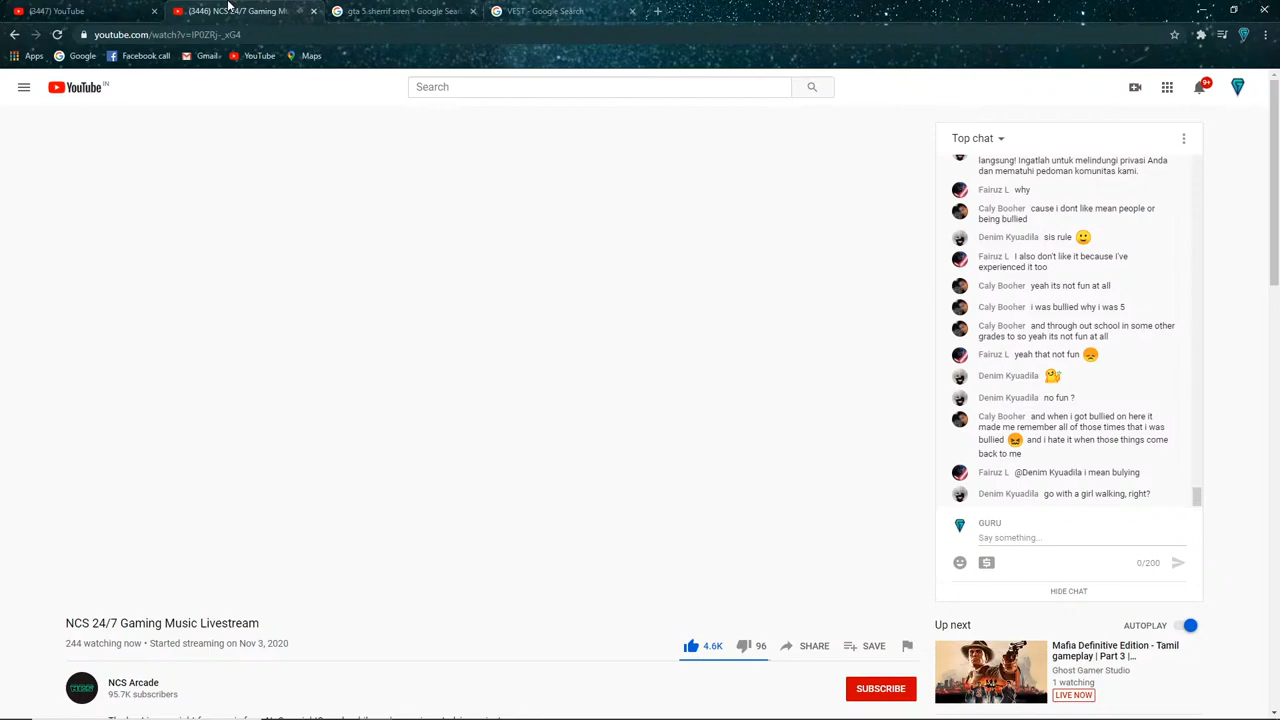 (3447) YouTube
(3446) NCS 24/7 Gaming Mu
gta 5 sherrif siren - Google Sear
VEST - Google Search
youtube.com/watch?v=IP0ZRj-_xG4
Apps
Google
Facebook call
Gmail
YouTube
Maps
YouTube IN
Search
9+
Top chat
langsung! Ingatlah untuk melindungi privasi Anda
dan mematuhi pedoman komunitas kami.
Fairuz L why
Caly Booher cause i dont like mean people or
being bullied
Denim Kyuadila sis rule
Fairuz L I also don't like it because I've
experienced it too
Caly Booher yeah its not fun at all
Caly Booher i was bullied why i was 5
Caly Booher and through out school in some other
grades to so yeah its not fun at all
Fairuz L yeah that not fun
Denim Kyuadila
Denim Kyuadila no fun ?
Caly Booher and when i got bullied on here it
made me remember all of those times that i was
bullied and i hate it when those things come
back to me
Fairuz L @Denim Kyuadila i mean bulying
Denim Kyuadila go with a girl walking, right?
GURU
Say something...
0/200
HIDE CHAT
NCS 24/7 Gaming Music Livestream
244 watching now • Started streaming on Nov 3, 2020
4.6K
96
SHARE
SAVE
NCS Arcade
95.7K subscribers
SUBSCRIBE
Up next
AUTOPLAY
Mafia Definitive Edition - Tamil
gameplay | Part 3 |...
Ghost Gamer Studio
1 watching
LIVE NOW